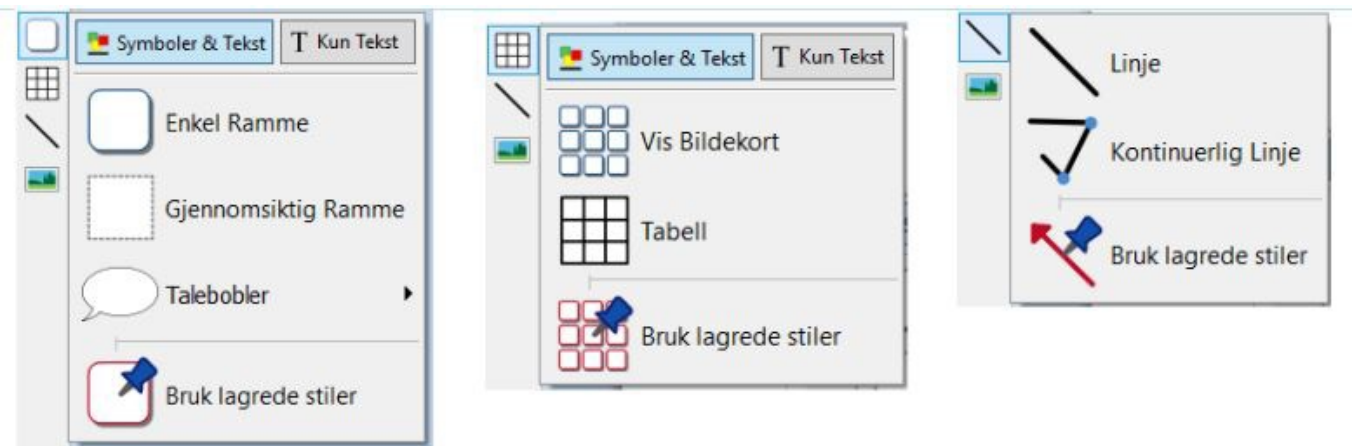 Symboler & Tekst
T Kun Tekst
Enkel Ramme
Gjennomsiktig Ramme
Talebobler
Bruk lagrede stiler
Symboler & Tekst
T Kun Tekst
Vis Bildekort
Tabell
Bruk lagrede stiler
Linje
Kontinuerlig Linje
Bruk lagrede stiler